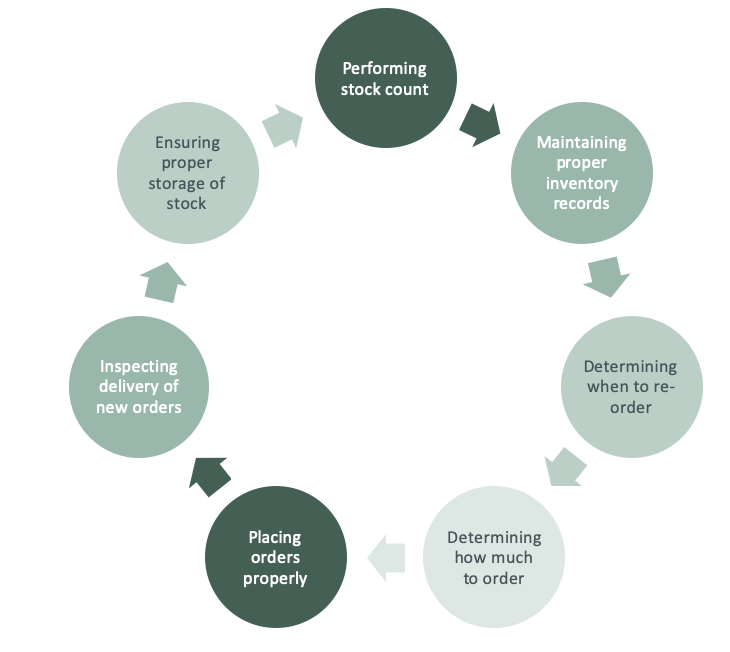 Performing
stock count
Maintaining
proper
inventory
records
Determining
when to re-
order
Determining
how much
to order
Placing
orders
properly
Inspecting
delivery of
new orders
Ensuring
proper
storage of
stock